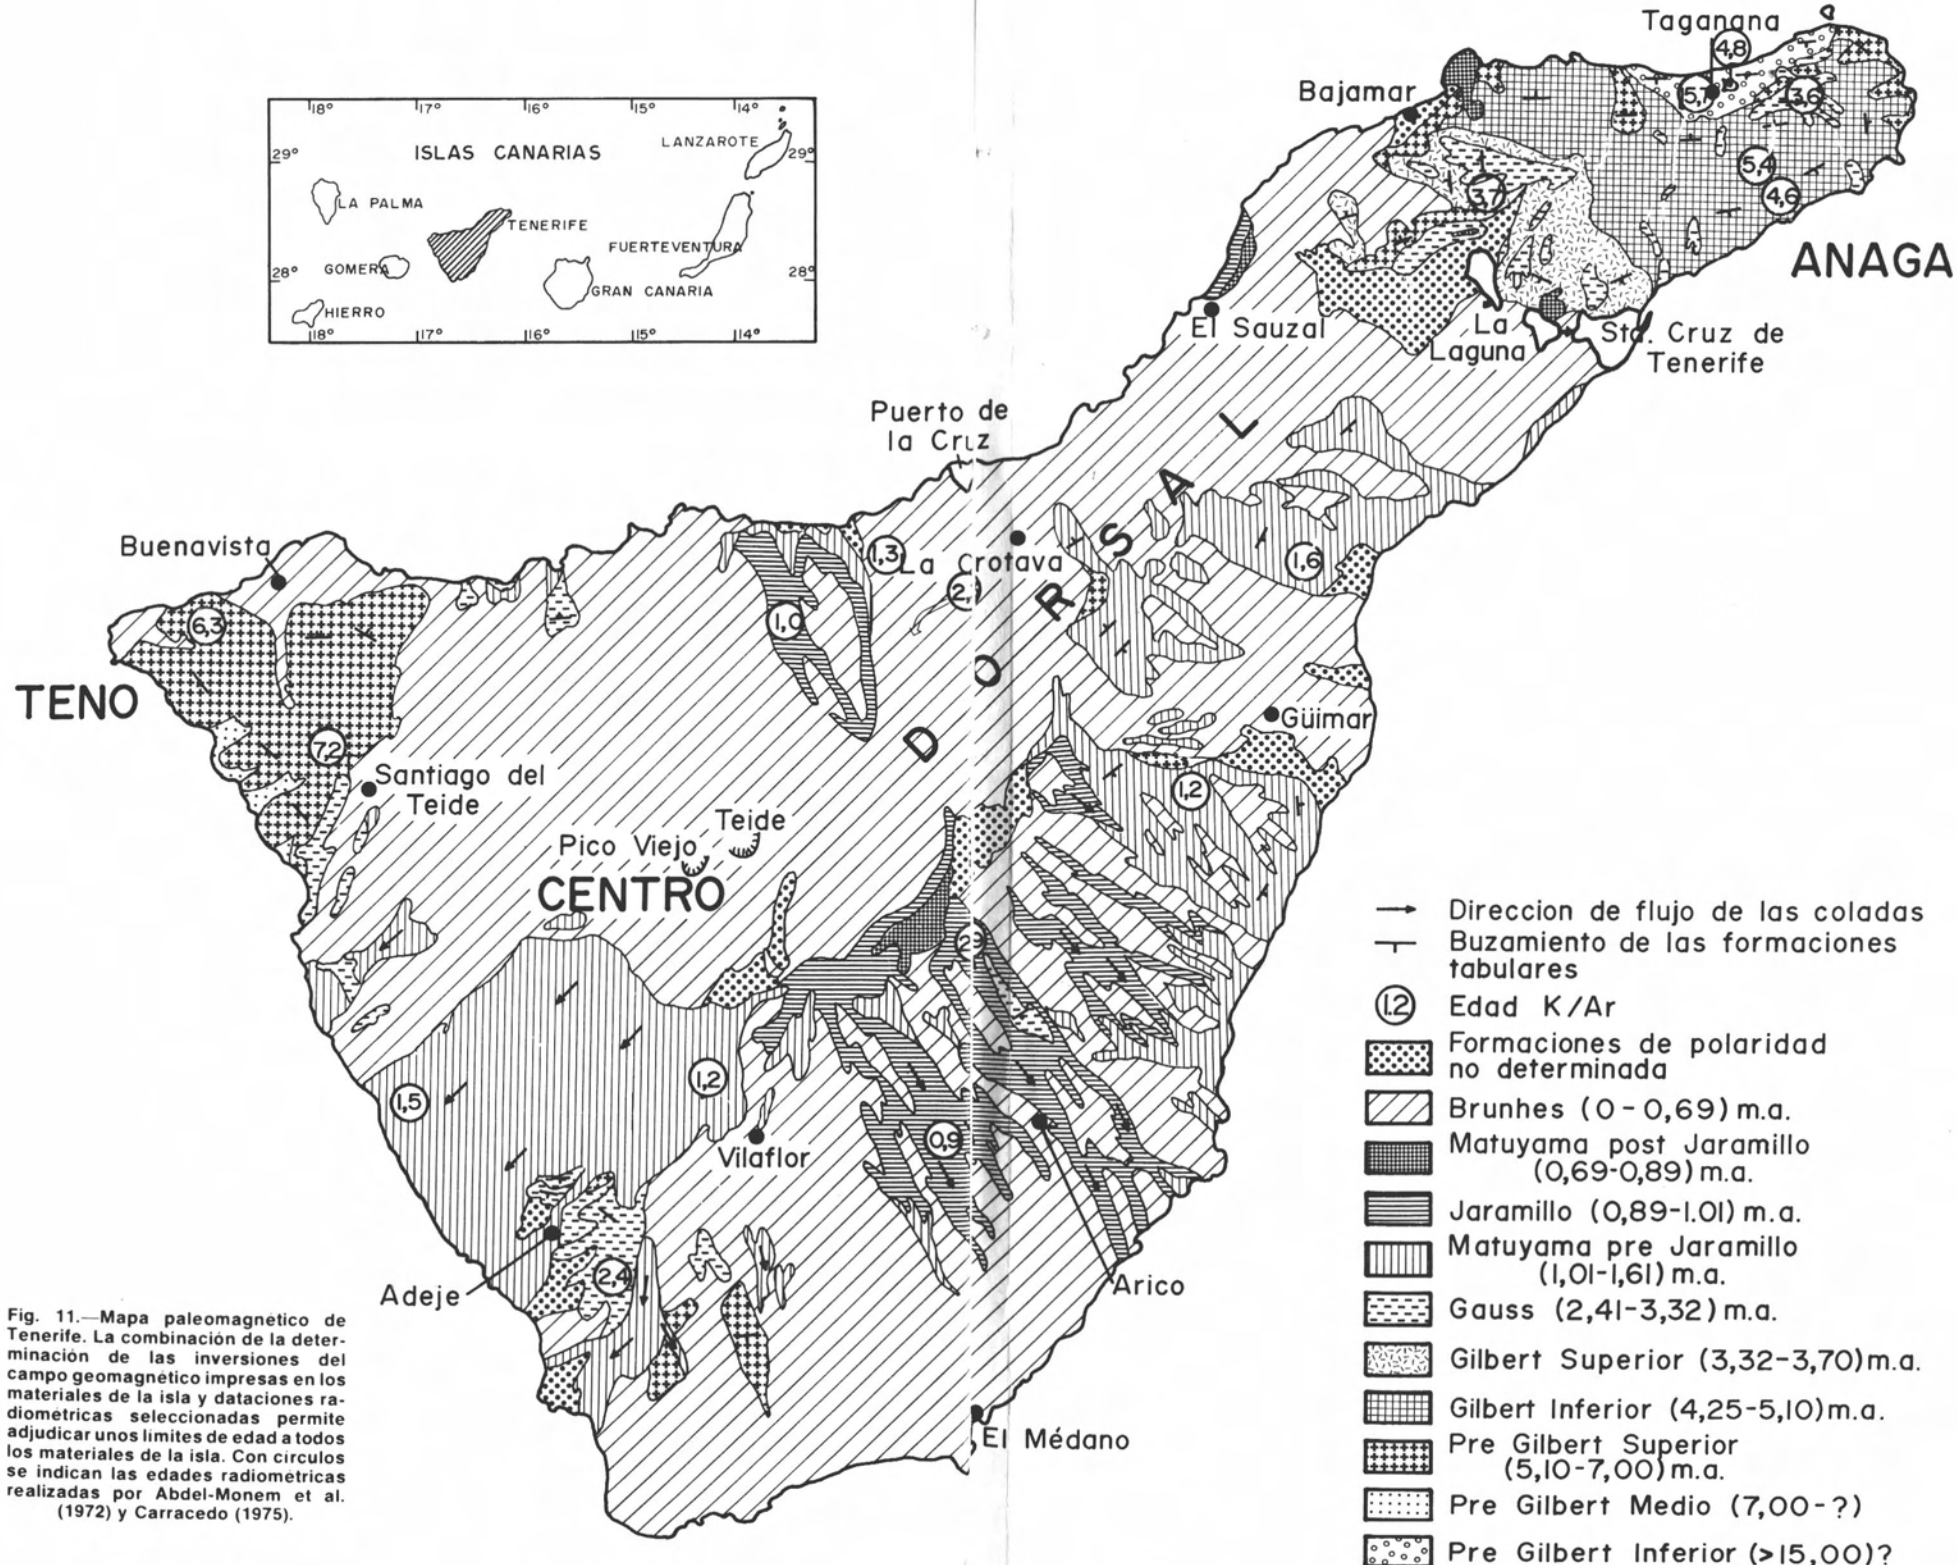 Taganana
4,8
Bajamar
5,7
3,6
18° 17° 16° 15° 14°
ISLAS CANARIAS
LANZAROTE
29°
29°
LA PALMA
TENERIFE
FUERTEVENTURA
GOMERA
28°
28°
GRAN CANARIA
HIERRO
18° 17° 16° 15° 14°
5,4
3,7
4,6
ANAGA
El Sauzal
La
Laguna
Sta. Cruz de
Tenerife
Puerto de
la Cruz
DORSAL
Buenavista
1,3
La Orotava
1,6
2,
1,0
6,3
TENO
7,2
Güimar
Santiago del
Teide
1,2
Teide
Pico Viejo
CENTRO
2,9
1,2
1,5
0,9
Vilaflor
Adeje
2,4
Arico
El Médano
Direccion de flujo de las coladas
Buzamiento de las formaciones
tabulares
1.2 Edad K/Ar
Formaciones de polaridad
no determinada
Brunhes (0-0,69) m.a.
Matuyama post Jaramillo
(0,69-0,89) m.a.
Jaramillo (0,89-1.01) m.a.
Matuyama pre Jaramillo
(1,01-1,61) m.a.
Gauss (2,41-3,32) m.a.
Gilbert Superior (3,32-3,70) m.a.
Gilbert Inferior (4,25-5,10) m.a.
Pre Gilbert Superior
(5,10-7,00) m.a.
Pre Gilbert Medio (7,00-?)
Pre Gilbert Inferior (>15,00)?
Fig. 11.—Mapa paleomagnético de
Tenerife. La combinación de la deter-
minación de las inversiones del
campo geomagnético impresas en los
materiales de la isla y dataciones ra-
diométricas seleccionadas permite
adjudicar unos límites de edad a todos
los materiales de la isla. Con círculos
se indican las edades radiométricas
realizadas por Abdel-Monem et al.
(1972) y Carracedo (1975).